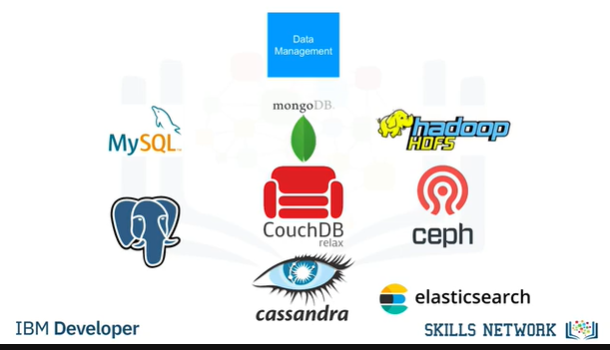 Data
Management
mongoDB.
MySQL
hadoop
HDFS
CouchDB
relax
ceph
cassandra
elasticsearch
IBM Developer
SKILLS NETWORK